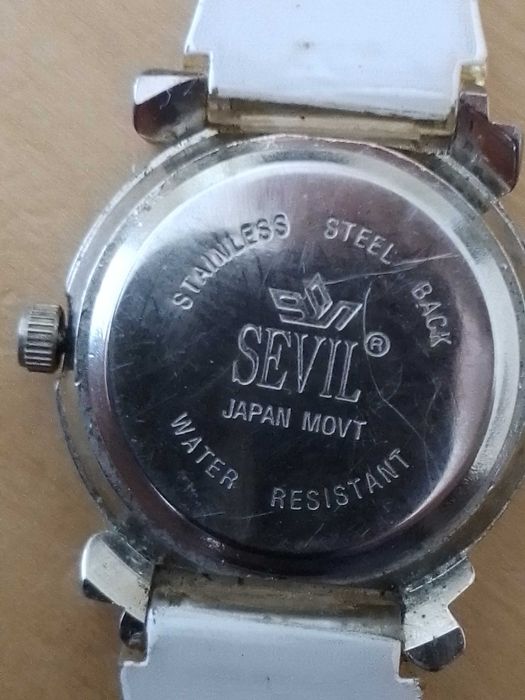 STAINLESS STEEL BACK
SEVIL®
JAPAN MOVT
WATER RESISTANT